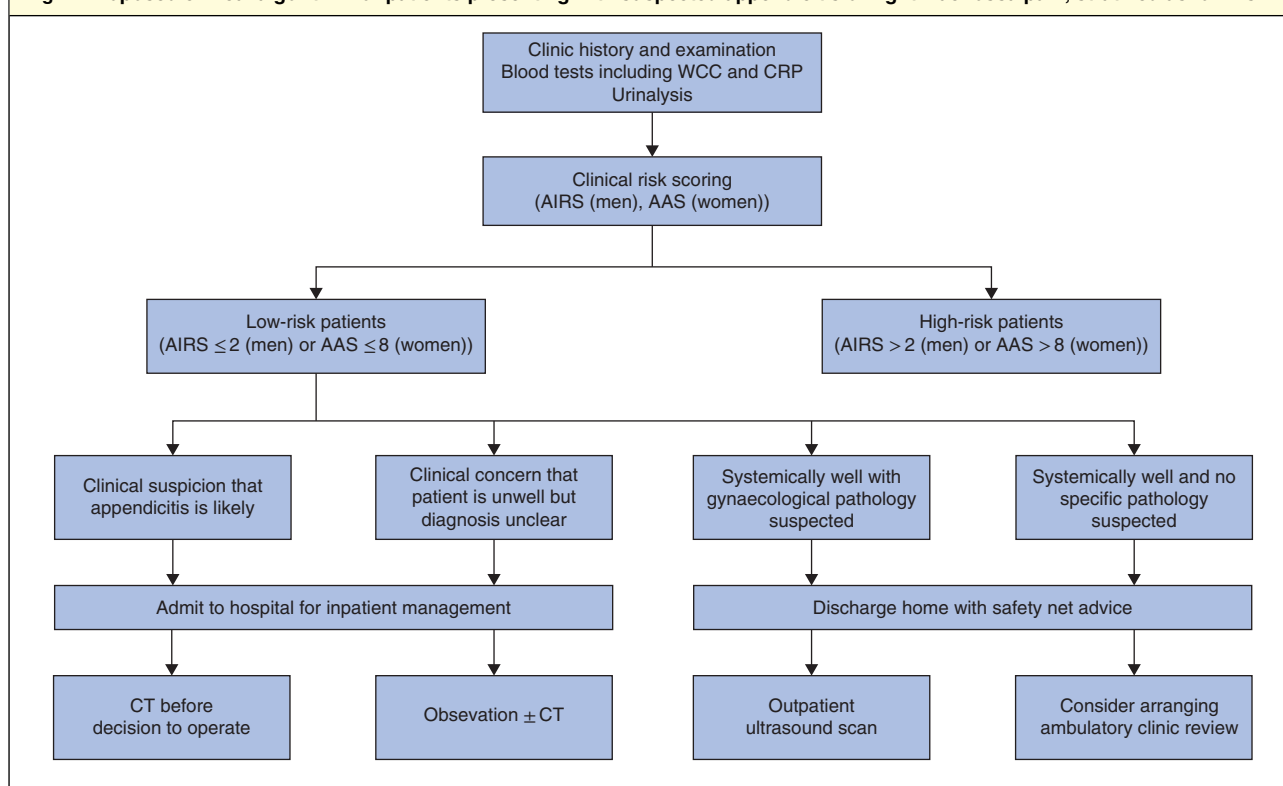 Clinic history and examination
Blood tests including WCC and CRP
Urinalysis
Clinical risk scoring
(AIRS (men), AAS (women))
Low-risk patients
(AIRS ≤ 2 (men) or AAS ≤ 8 (women))
High-risk patients
(AIRS > 2 (men) or AAS > 8 (women))
Clinical suspicion that
appendicitis is likely
Clinical concern that
patient is unwell but
diagnosis unclear
Systemically well with
gynaecological pathology
suspected
Systemically well and no
specific pathology
suspected
Admit to hospital for inpatient management
Discharge home with safety net advice
CT before
decision to operate
Obsevation ± CT
Outpatient
ultrasound scan
Consider arranging
ambulatory clinic review